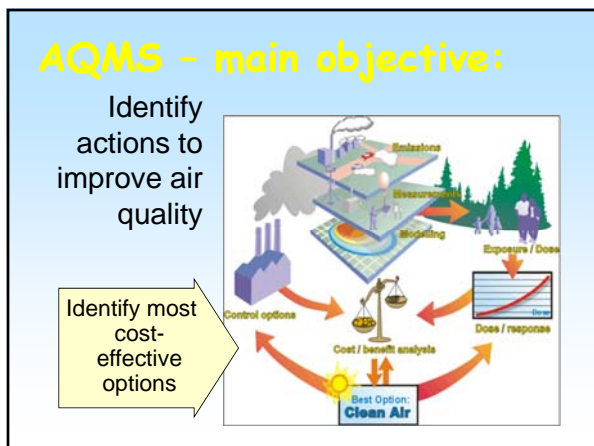 AQMS – main objective:
Identify
actions to
improve air
quality
Emissions
Measurements
Modelling
Exposure / Dose
Control options
Cost / benefit analysis
Dose
Dose / response
Identify most
cost-
effective
options
Best Option:
Clean Air